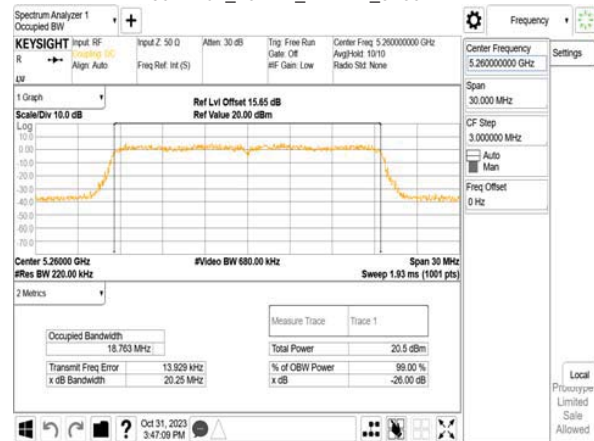 Spectrum Analyzer 1
Occupied BW
Frequency
KEYSIGHT
R
LW
Input: RF
Coupling: DC
Align: Auto
Input Z: 50 Ω
Freq Ref: Int (S)
Atten: 30 dB
Trig: Free Run
Gate: Off
#IF Gain: Low
Center Freq: 5.260000000 GHz
Avg|Hold: 10/10
Radio Std: None
Center Frequency
5.260000000 GHz
Settings
Span
30.000 MHz
CF Step
3.000000 MHz
Auto
Man
Freq Offset
0 Hz
1 Graph
Scale/Div 10.0 dB
Ref Lvl Offset 15.65 dB
Ref Value 20.00 dBm
Log
10.0
0.00
-10.0
-20.0
-30.0
-40.0
-50.0
-60.0
-70.0
Center 5.26000 GHz
#Video BW 680.00 kHz
Span 30 MHz
#Res BW 220.00 kHz
Sweep 1.93 ms (1001 pts)
2 Metrics
Measure Trace
Trace 1
Occupied Bandwidth
18.763 MHz
Total Power
20.5 dBm
Transmit Freq Error
13.929 kHz
% of OBW Power
99.00 %
x dB Bandwidth
20.25 MHz
x dB
-26.00 dB
Local
Prototype
Limited
Sale
Allowed
Oct 31, 2023
3:47:09 PM